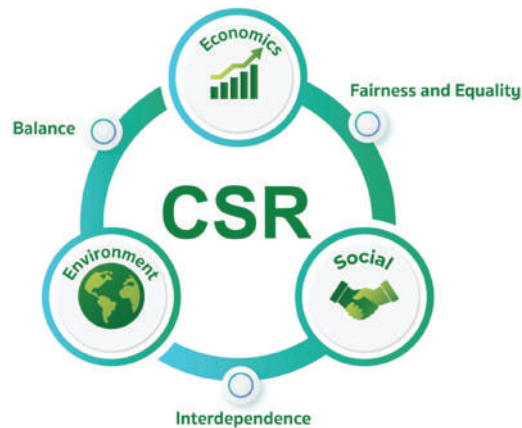 Economics
Fairness and Equality
Balance
CSR
Environment
Social
Interdependence